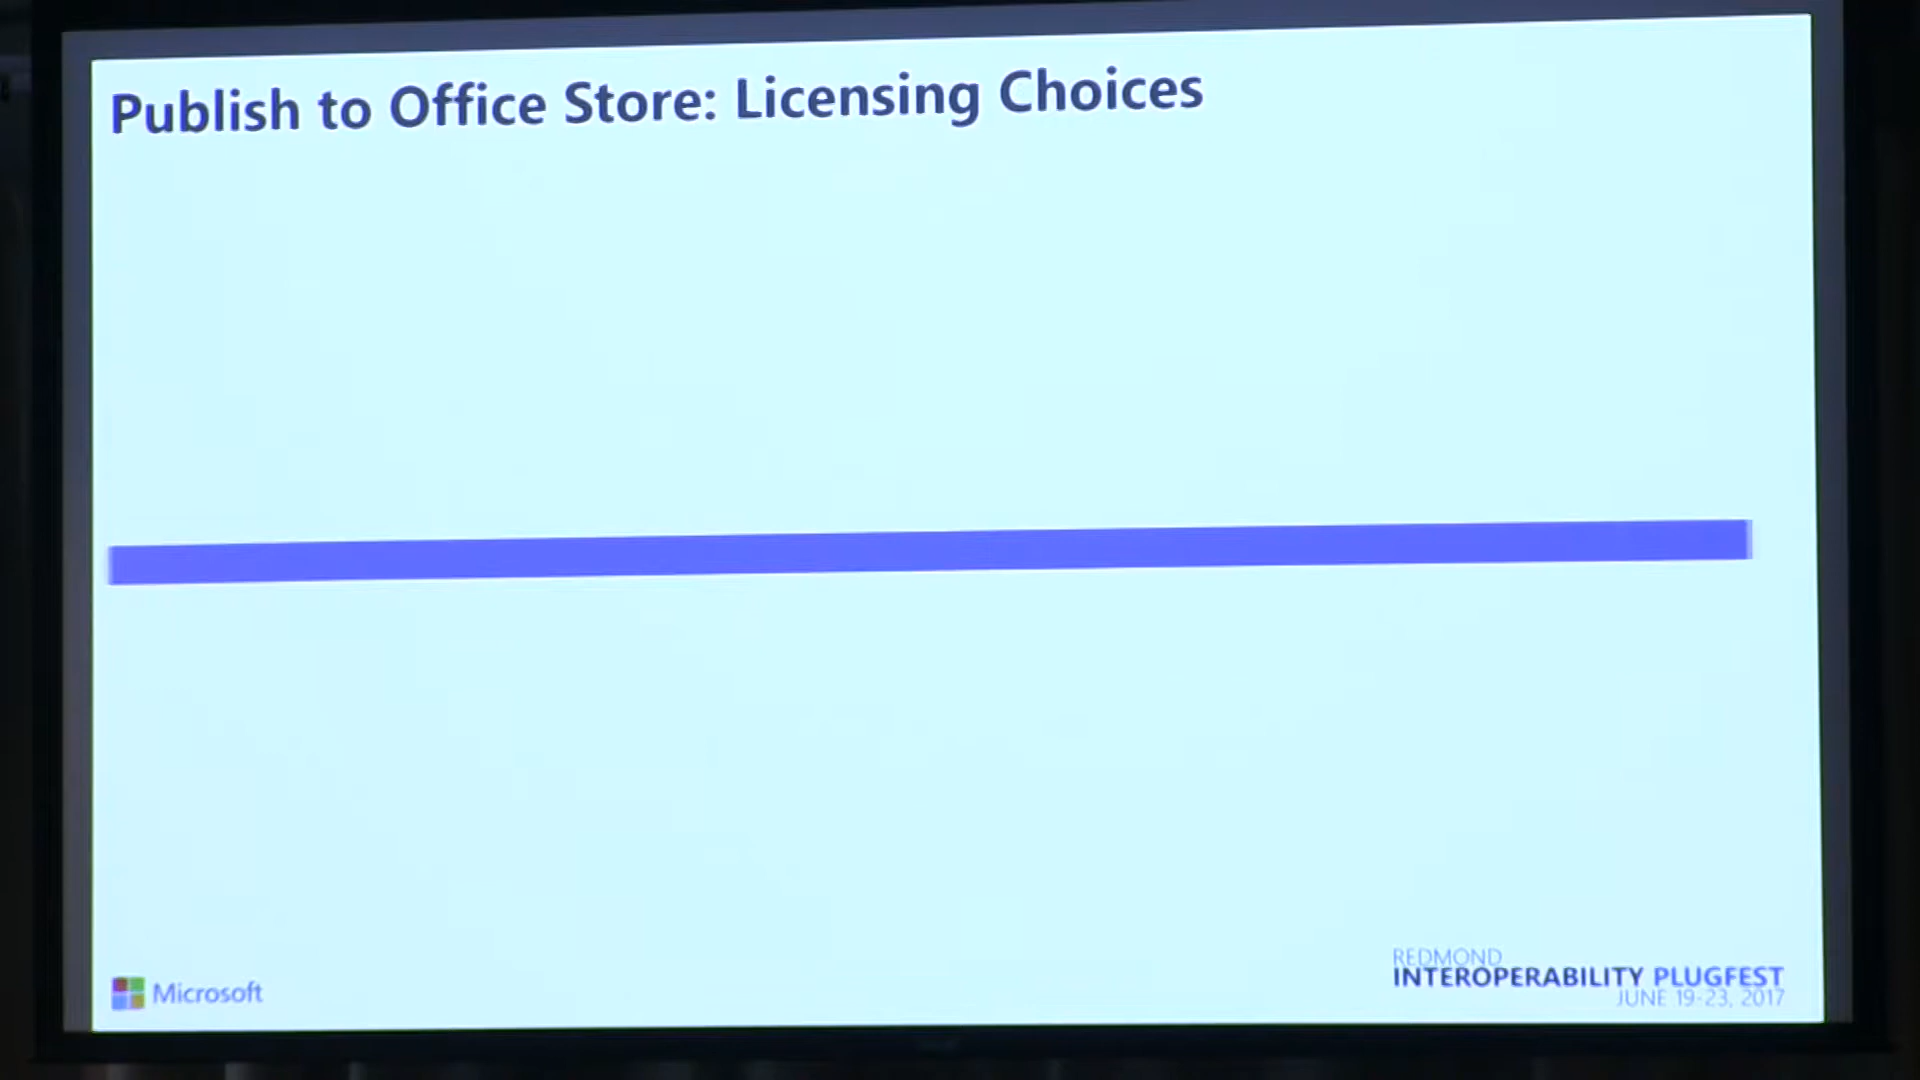 Publish to Office Store: Licensing Choices
Microsoft
REDMOND
INTEROPERABILITY PLUGFEST
JUNE 19-23, 2017